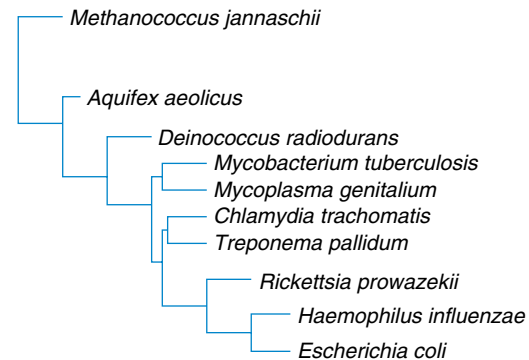 Methanococcus jannaschii
Aquifex aeolicus
Deinococcus radiodurans
Mycobacterium tuberculosis
Mycoplasma genitalium
Chlamydia trachomatis
Treponema pallidum
Rickettsia prowazekii
Haemophilus influenzae
Escherichia coli